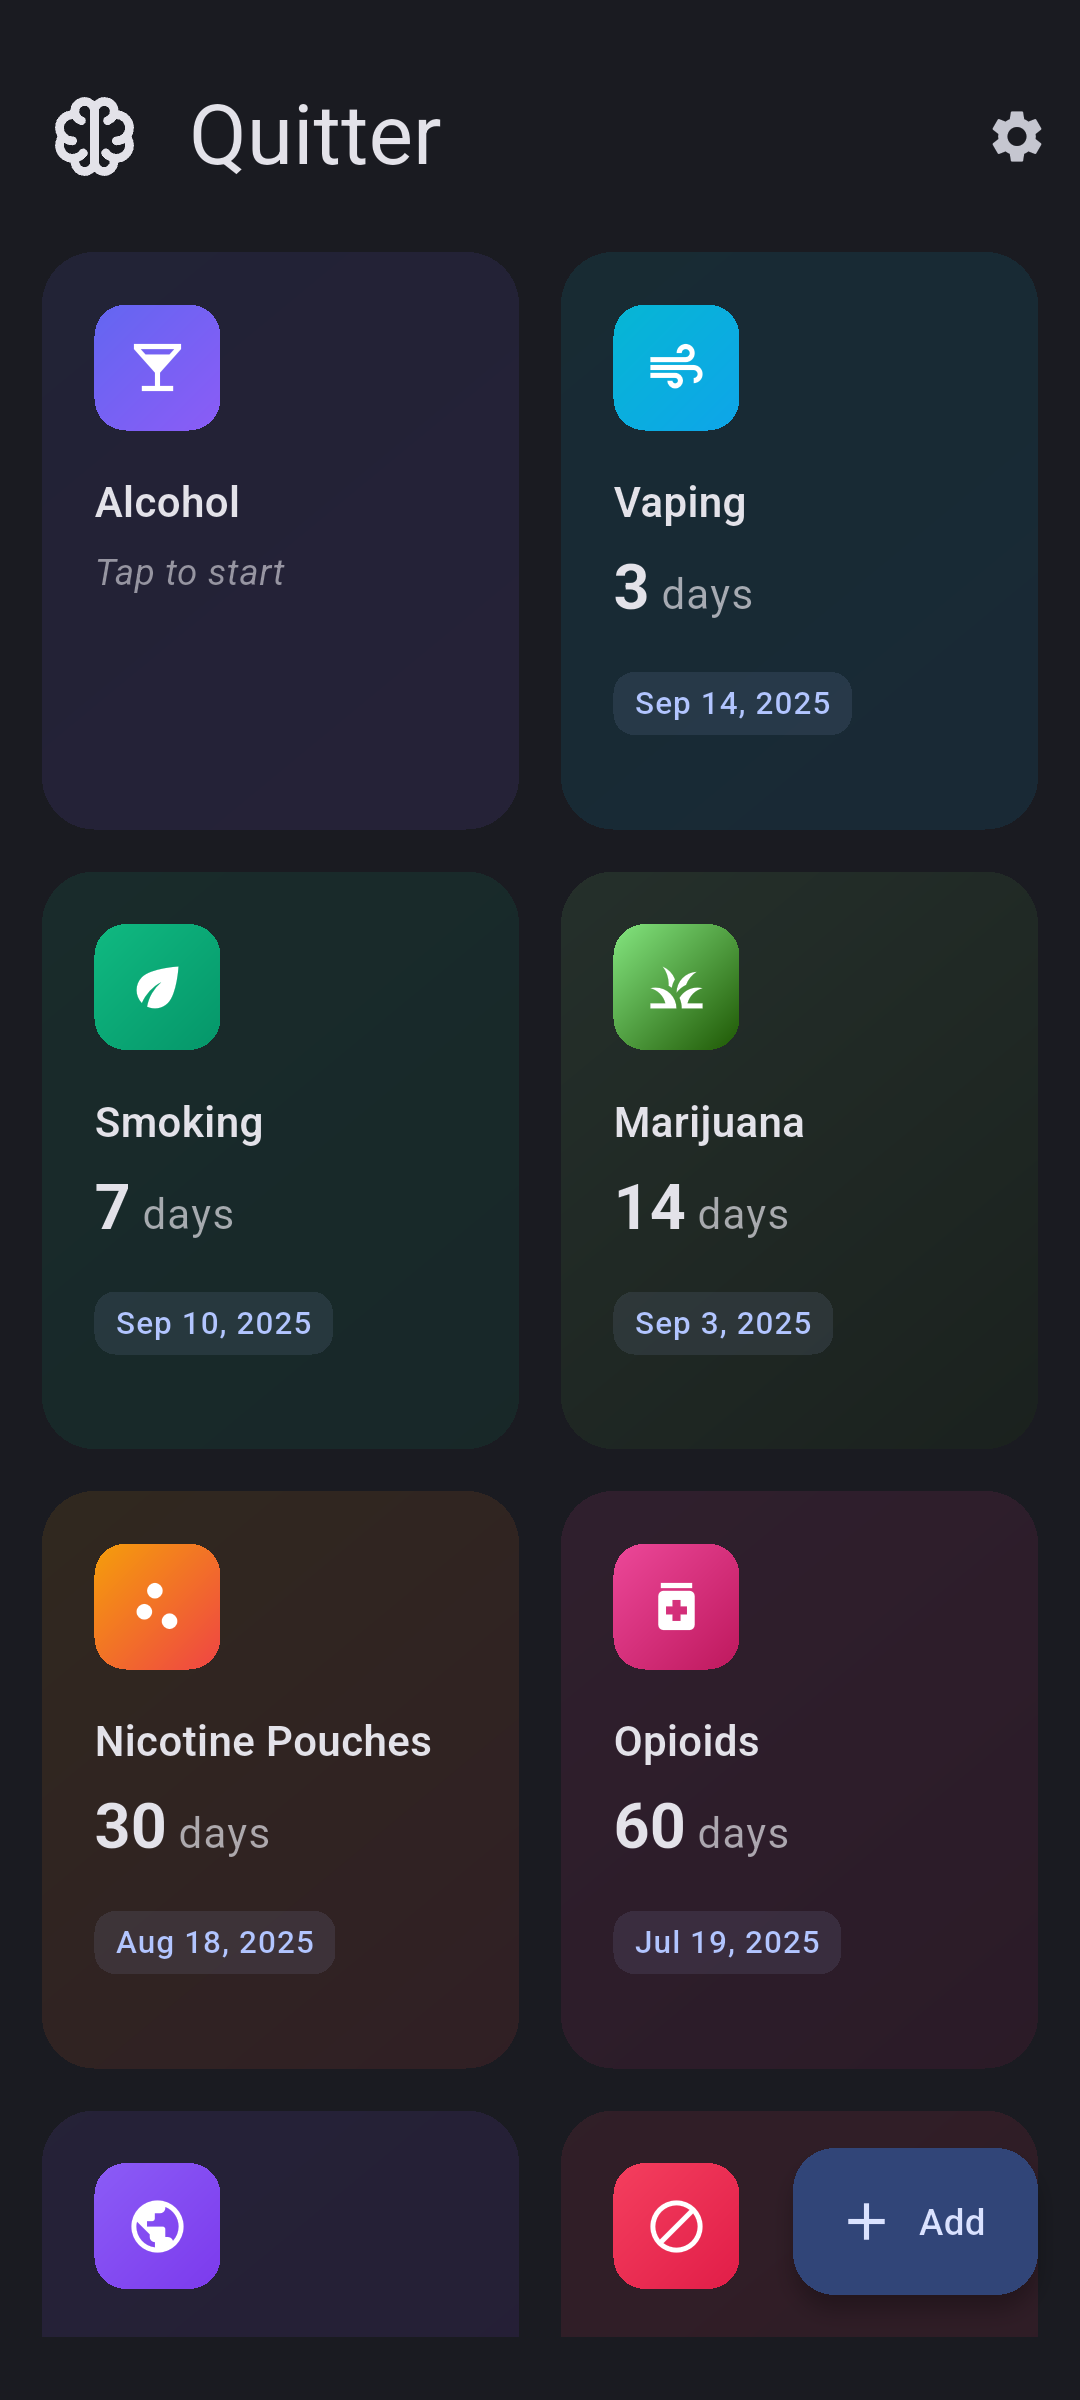 Quitter
Alcohol
Tap to start
Vaping
3 days
Sep 14, 2025
Smoking
7 days
Sep 10, 2025
Marijuana
14 days
Sep 3, 2025
Nicotine Pouches
30 days
Aug 18, 2025
Opioids
60 days
Jul 19, 2025
Add